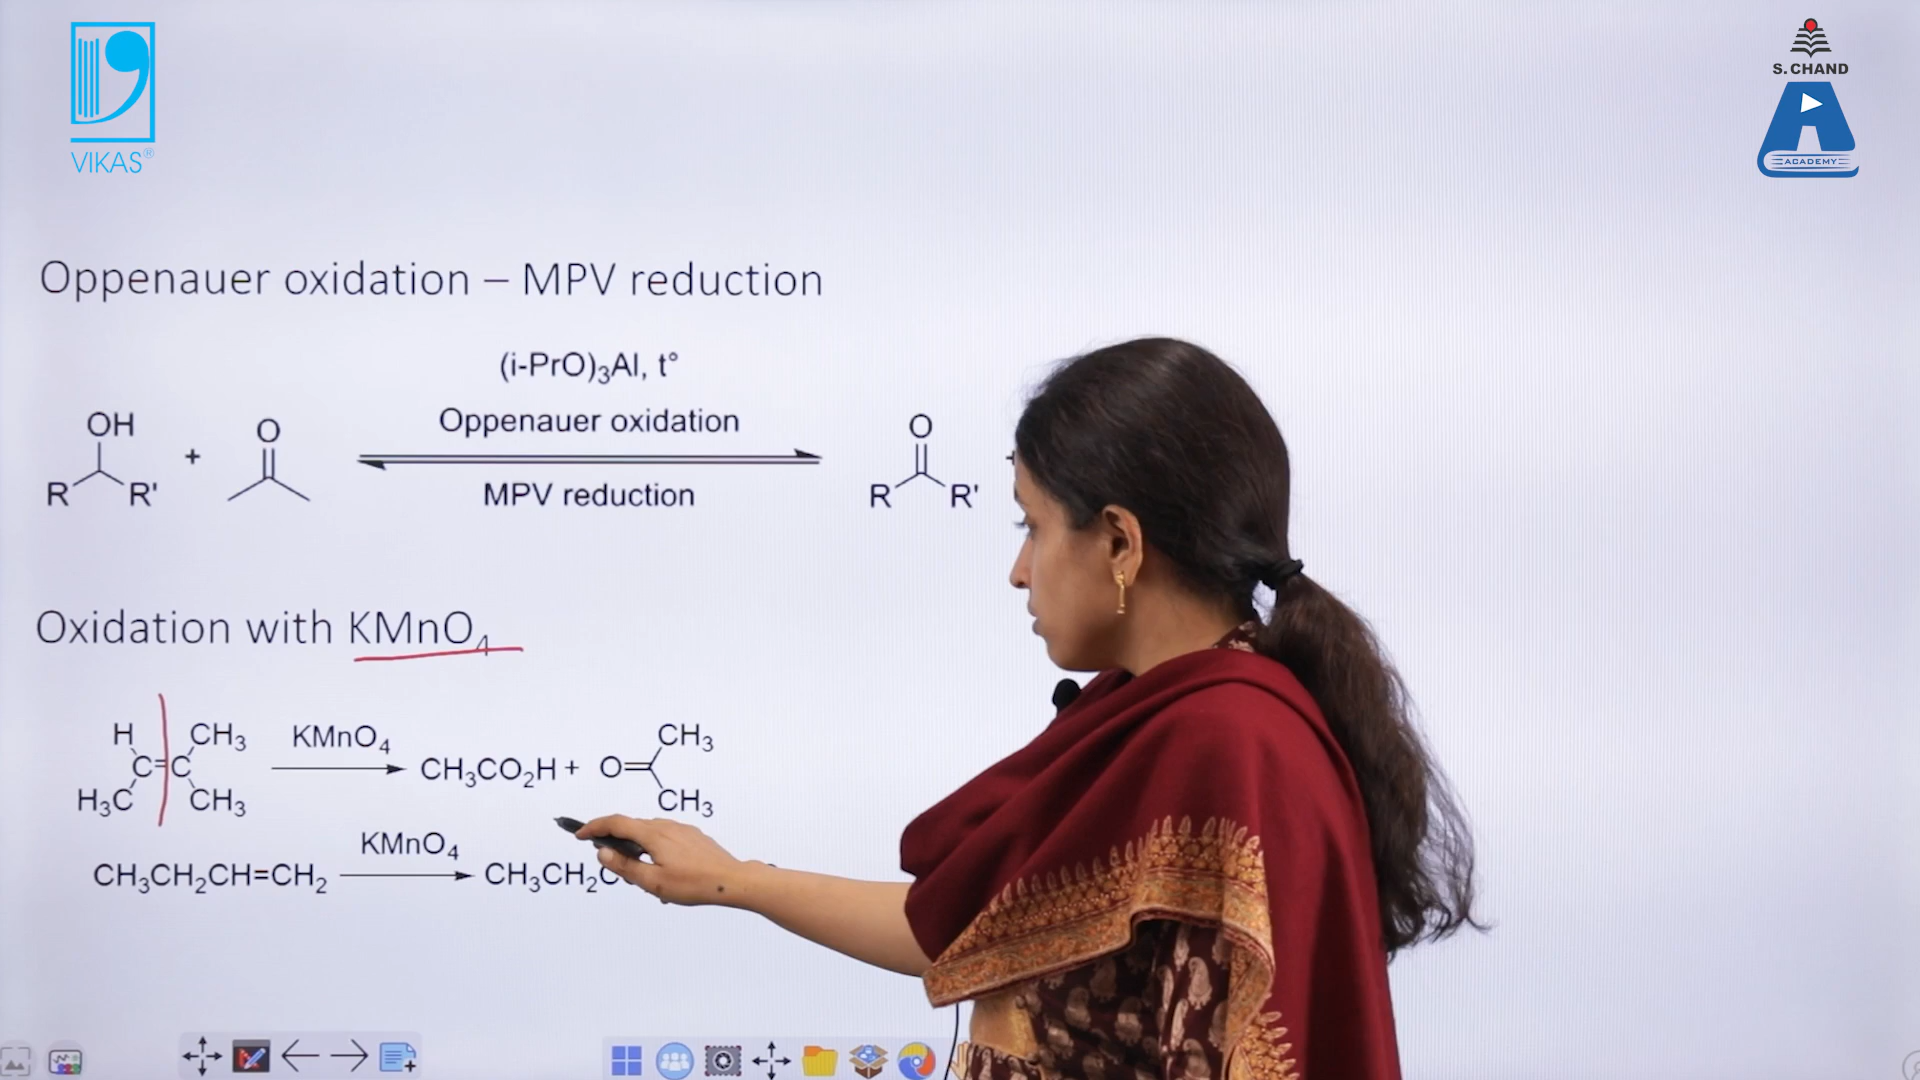 VIKAS®
S. CHAND
ACADEMY
Oppenauer oxidation – MPV reduction
(i-PrO)₃Al, t°
Oppenauer oxidation
MPV reduction
OH
R R'
+
O
O
R R'
Oxidation with KMnO₄
H CH₃
C=C
H₃C CH₃
KMnO₄
CH₃CO₂H + O
CH₃
CH₃
CH₃CH₂CH=CH₂
KMnO₄
CH₃CH₂C